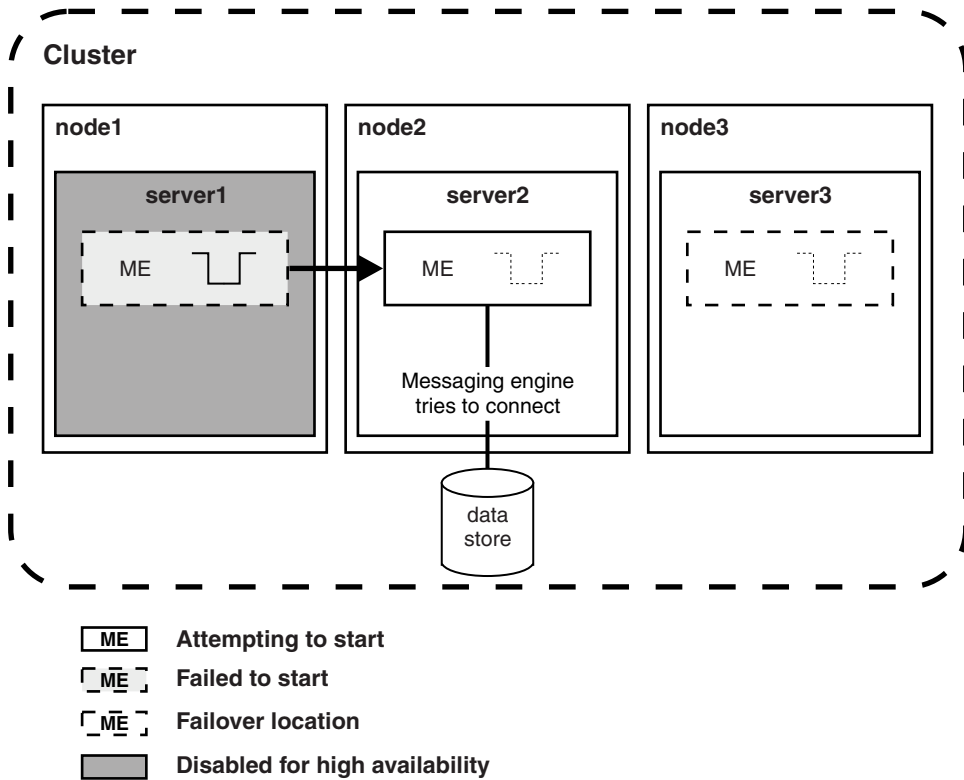 Cluster
node1
node2
node3
server1
server2
server3
ME
ME
ME
Messaging engine
tries to connect
data
store
ME Attempting to start
ME Failed to start
ME Failover location
Disabled for high availability